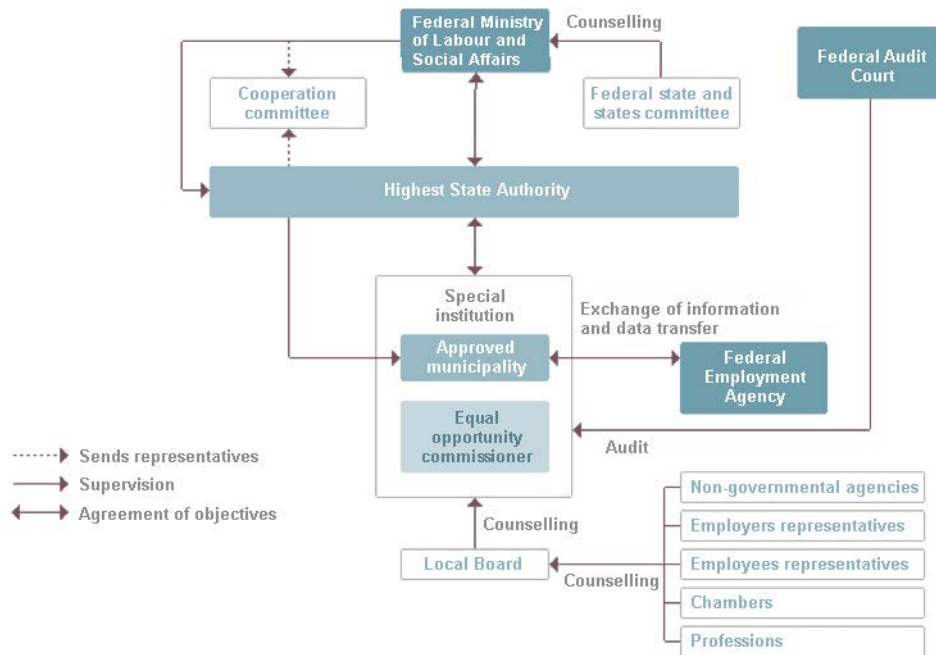 Federal Ministry
of Labour and
Social Affairs
Counselling
Federal Audit
Court
Cooperation
committee
Federal state and
states committee
Highest State Authority
Special
institution
Exchange of information
and data transfer
Approved
municipality
Federal
Employment
Agency
Equal
opportunity
commissioner
Audit
Sends representatives
Supervision
Agreement of objectives
Counselling
Local Board
Counselling
Non-governmental agencies
Employers representatives
Employees representatives
Chambers
Professions